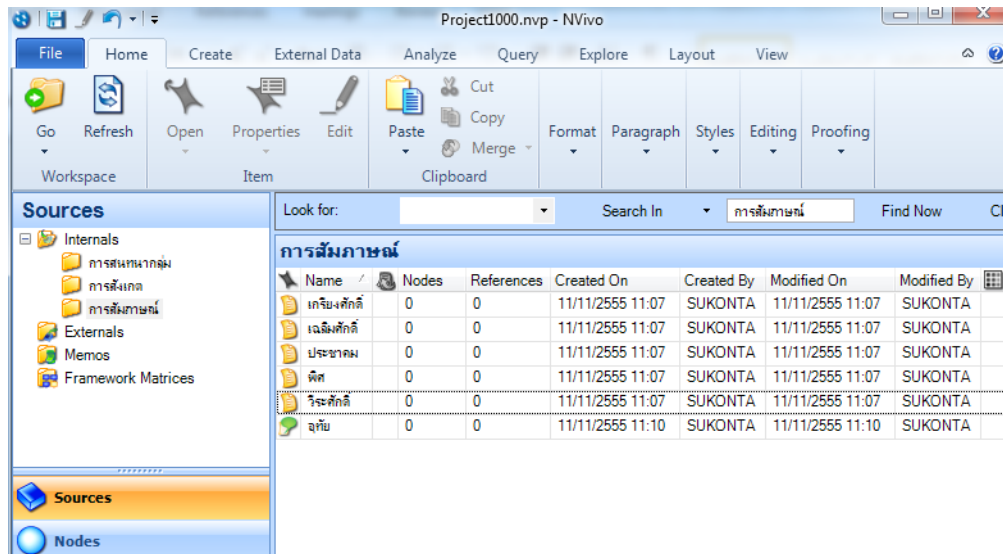 Project1000.nvp - NVivo
File Home Create External Data Analyze Query Explore Layout View
Cut
Copy
Merge
Go Refresh Open Properties Edit Paste Format Paragraph Styles Editing Proofing
Workspace Item Clipboard
Sources
Look for: Search In การสัมภาษณ์ Find Now Cl
Internals
การสนทนากลุ่ม
การสังเกต
การสัมภาษณ์
Externals
Memos
Framework Matrices
การสัมภาษณ์
Name Nodes References Created On Created By Modified On Modified By
เกรียงศักดิ์ 0 0 11/11/2555 11:07 SUKONTA 11/11/2555 11:07 SUKONTA
เฉลิมศักดิ์ 0 0 11/11/2555 11:07 SUKONTA 11/11/2555 11:07 SUKONTA
ประชาคม 0 0 11/11/2555 11:07 SUKONTA 11/11/2555 11:07 SUKONTA
พิศ 0 0 11/11/2555 11:07 SUKONTA 11/11/2555 11:07 SUKONTA
วิระศักดิ์ 0 0 11/11/2555 11:07 SUKONTA 11/11/2555 11:07 SUKONTA
อุทัย 0 0 11/11/2555 11:10 SUKONTA 11/11/2555 11:10 SUKONTA
Sources
Nodes